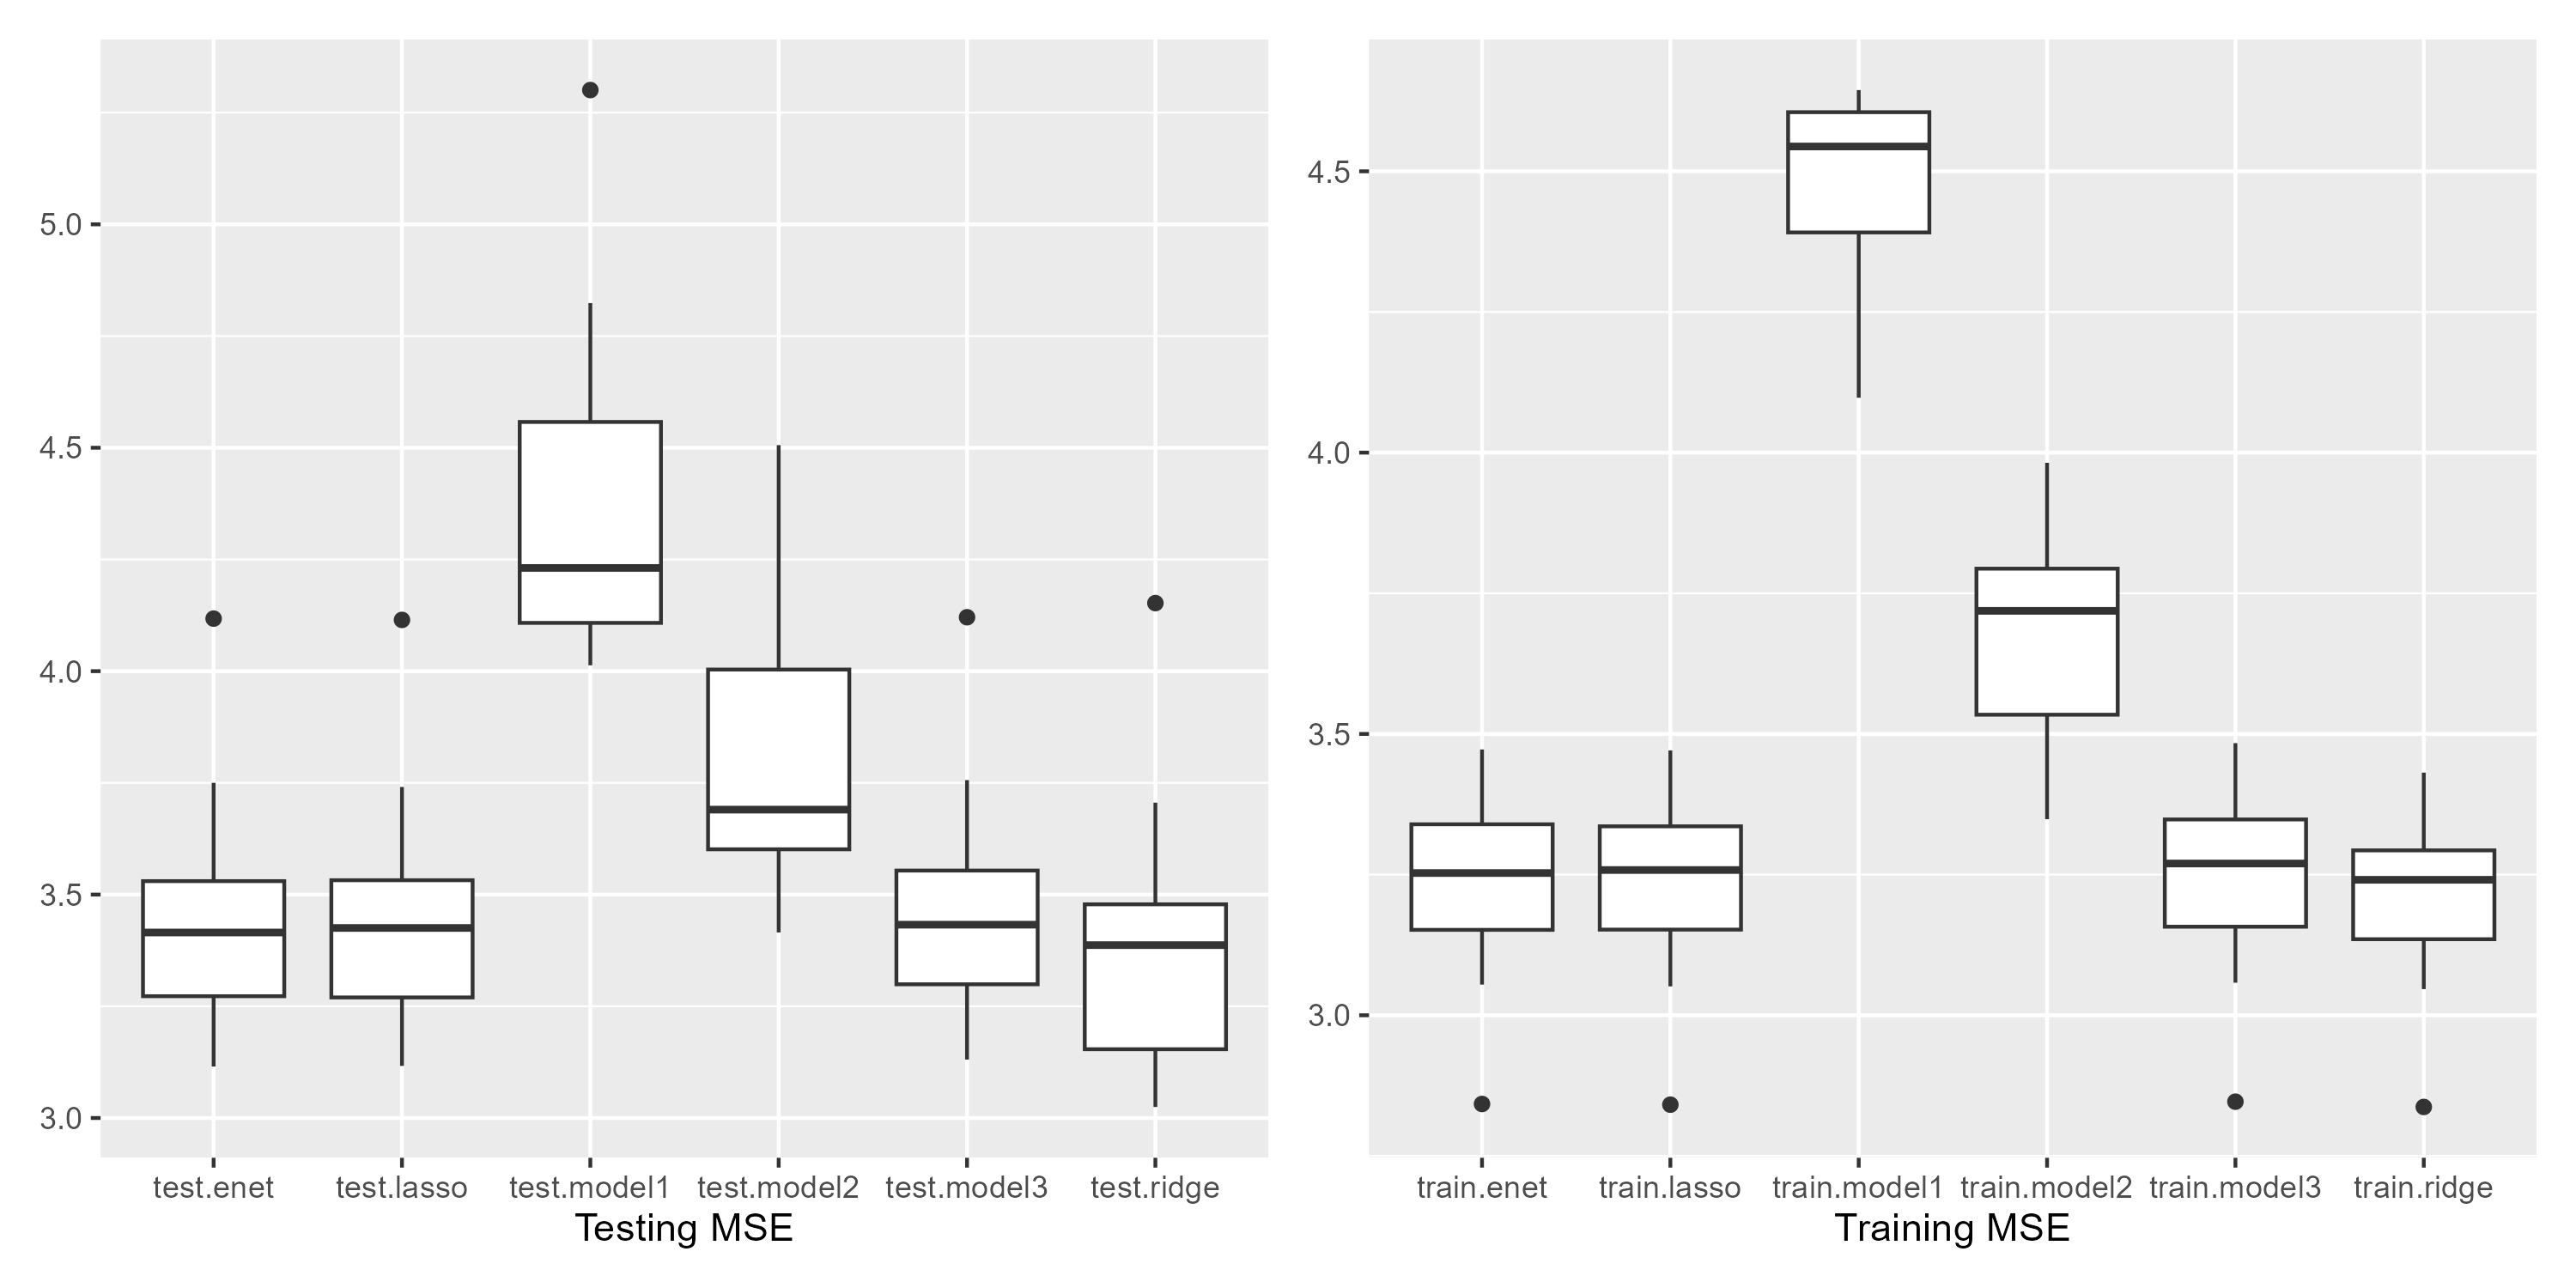 5.0
4.5
4.0
3.5
3.0
test.enet test.lasso test.model1 test.model2 test.model3 test.ridge
Testing MSE
4.5
4.0
3.5
3.0
train.enet train.lasso train.model1 train.model2 train.model3 train.ridge
Training MSE